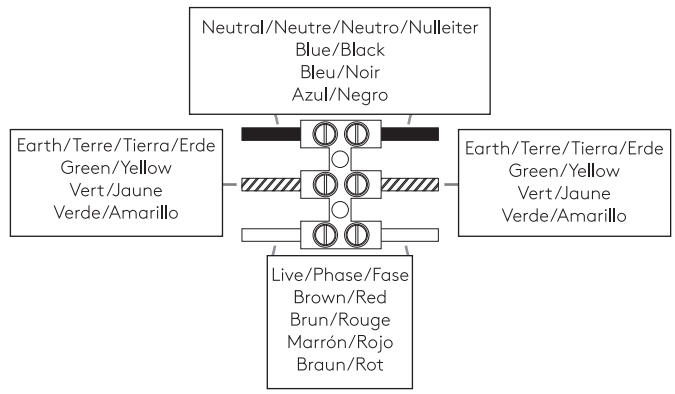 Neutral/Neutre/Neutro/Nulleiter
Blue/Black
Bleu/Noir
Azul/Negro
Earth/Terre/Tierra/Erde
Green/Yellow
Vert/Jaune
Verde/Amarillo
Earth/Terre/Tierra/Erde
Green/Yellow
Vert/Jaune
Verde/Amarillo
Live/Phase/Fase
Brown/Red
Brun/Rouge
Marrón/Rojo
Braun/Rot